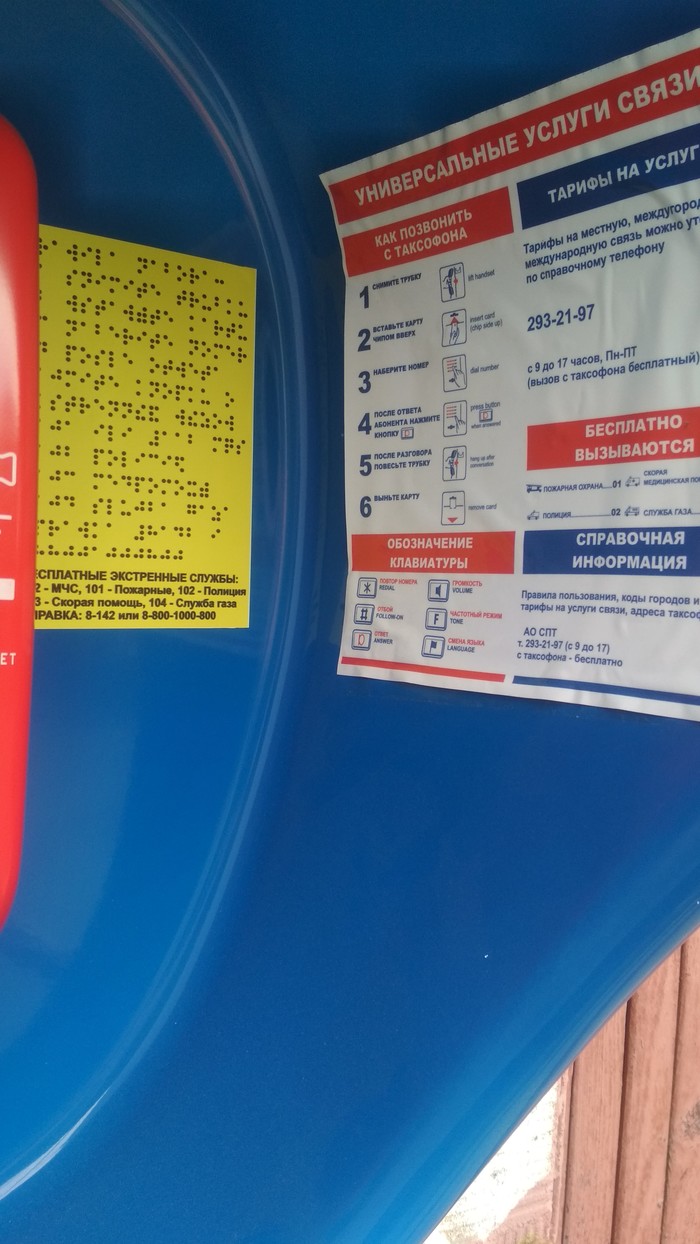 УНИВЕРСАЛЬНЫЕ УСЛУГИ СВЯЗИ
КАК ПОЗВОНИТЬ
С ТАКСОФОНА
1 СНИМИТЕ ТРУБКУ
lift handset
2 ВСТАВЬТЕ КАРТУ
ЧИПОМ ВВЕРХ
insert card
(chip side up)
3 НАБЕРИТЕ НОМЕР
dial number
4 ПОСЛЕ ОТВЕТА
АБОНЕНТА НАЖМИТЕ
КНОПКУ
press button
when answered
5 ПОСЛЕ РАЗГОВОРА
ПОВЕСЬТЕ ТРУБКУ
hang up after
conversation
6 ВЫНЬТЕ КАРТУ
remove card
ОБОЗНАЧЕНИЕ
КЛАВИАТУРЫ
ПОВТОР НОМЕРА
REDIAL
ОТБОЙ
FOLLOW-ON
ОТВЕТ
ANSWER
ГРОМКОСТЬ
VOLUME
F ЧАСТОТНЫЙ РЕЖИМ
TONE
СМЕНА ЯЗЫКА
LANGUAGE
ТАРИФЫ НА УСЛУГ
Тарифы на местную, междугород
международную связь можно ут
по справочному телефону
293-21-97
с 9 до 17 часов, Пн-ПТ
(вызов с таксофона бесплатный)
БЕСПЛАТНО
ВЫЗЫВАЮТСЯ
ПОЖАРНАЯ ОХРАНА....01
СКОРАЯ
МЕДИЦИНСКАЯ ПО
ПОЛИЦИЯ..................02
СЛУЖБА ГАЗА....
СПРАВОЧНАЯ
ИНФОРМАЦИЯ
Правила пользования, коды городов и
тарифы на услуги связи, адреса таксоф
АО СПТ
т. 293-21-97 (с 9 до 17)
с таксофона - бесплатно
ЕСПЛАТНЫЕ ЭКСТРЕННЫЕ СЛУЖБЫ:
2 - МЧС, 101 - Пожарные, 102 - Полиция
3 - Скорая помощь, 104 - Служба газа
ПРАВКА: 8-142 или 8-800-1000-800
ЕТ